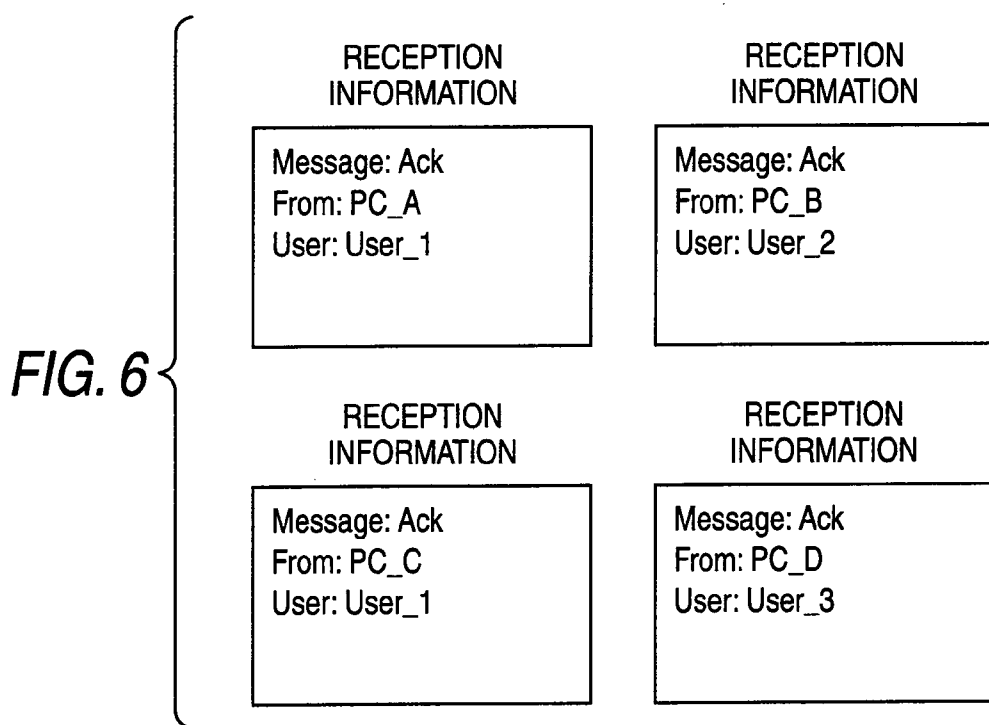 FIG. 6
RECEPTION
INFORMATION
Message: Ack
From: PC_A
User: User_1
RECEPTION
INFORMATION
Message: Ack
From: PC_B
User: User_2
RECEPTION
INFORMATION
Message: Ack
From: PC_C
User: User_1
RECEPTION
INFORMATION
Message: Ack
From: PC_D
User: User_3